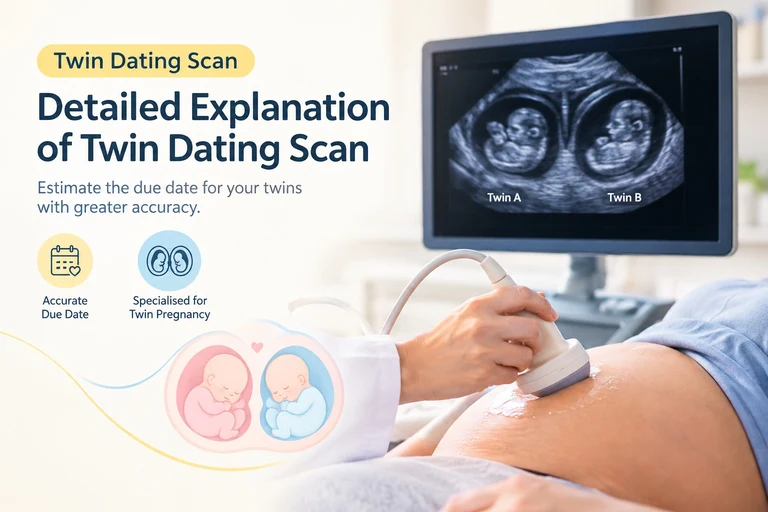 Twin Dating Scan
Detailed Explanation
of Twin Dating Scan
Estimate the due date for your twins
with greater accuracy.
Accurate
Due Date
Specialised for
Twin Pregnancy
Twin A
Twin B